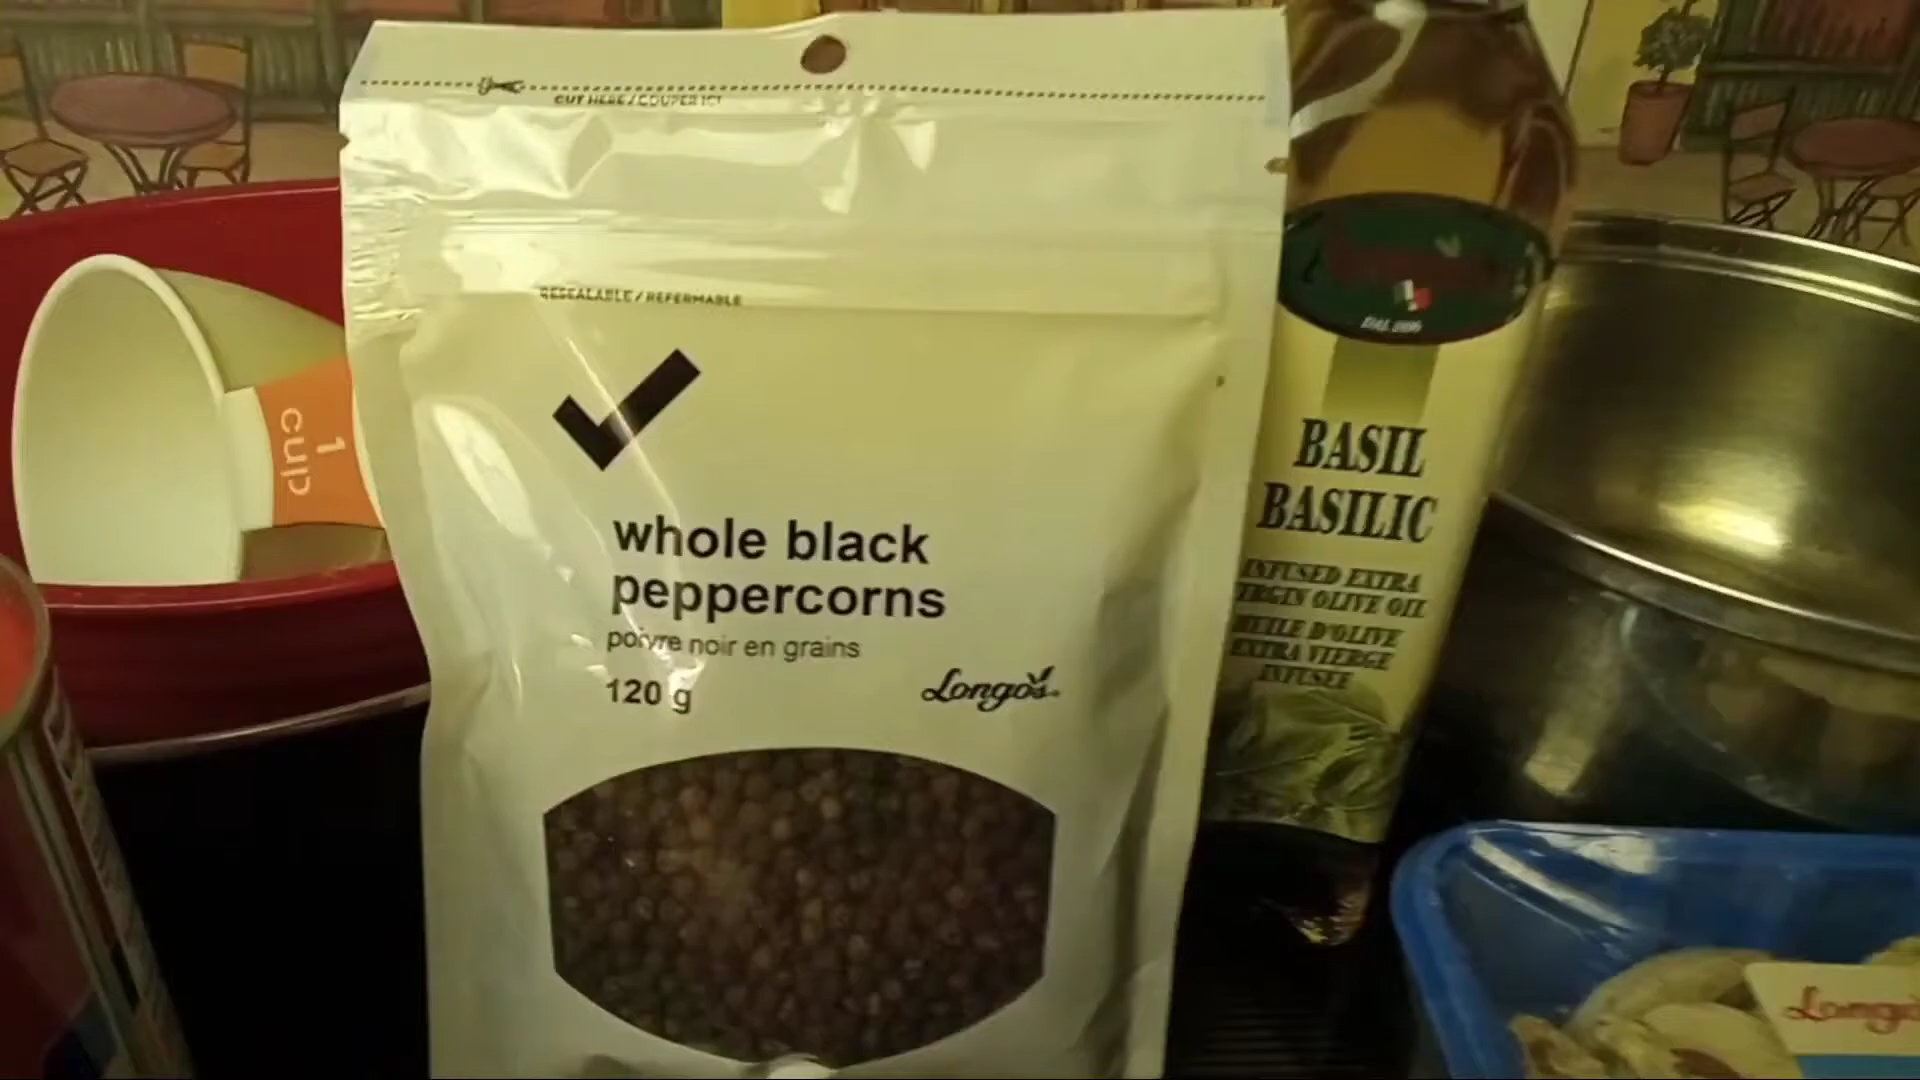 CUT HERE / COUPER ICI
RESEALABLE / REFERMABLE
whole black
peppercorns
poivre noir en grains
120 g
Longo's
1
cup
BASIL
BASILIC
INFUSED EXTRA
VIRGIN OLIVE OIL
HUILE D'OLIVE
EXTRA VIERGE
INFUSÉE
Longo's